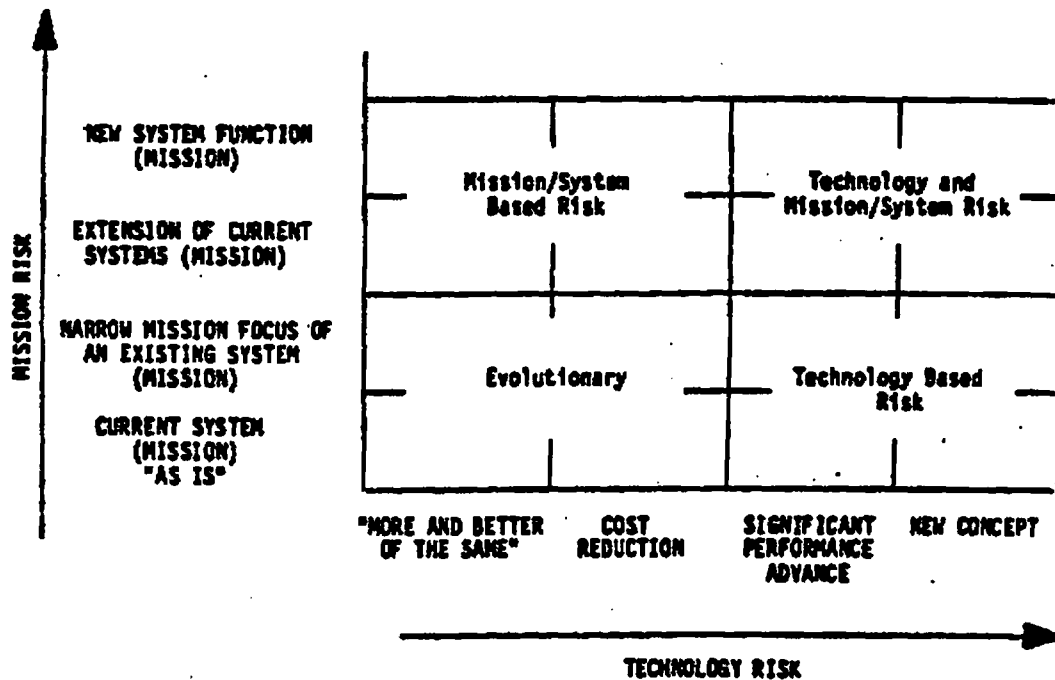 MISSION RISK
NEW SYSTEM FUNCTION
(MISSION)
EXTENSION OF CURRENT
SYSTEMS (MISSION)
NARROW MISSION FOCUS OF
AN EXISTING SYSTEM
(MISSION)
CURRENT SYSTEM
(MISSION)
"AS IS"
Mission/System
Based Risk
Technology and
Mission/System Risk
Evolutionary
Technology Based
Risk
"MORE AND BETTER
OF THE SAME"
COST
REDUCTION
SIGNIFICANT
PERFORMANCE
ADVANCE
NEW CONCEPT
TECHNOLOGY RISK